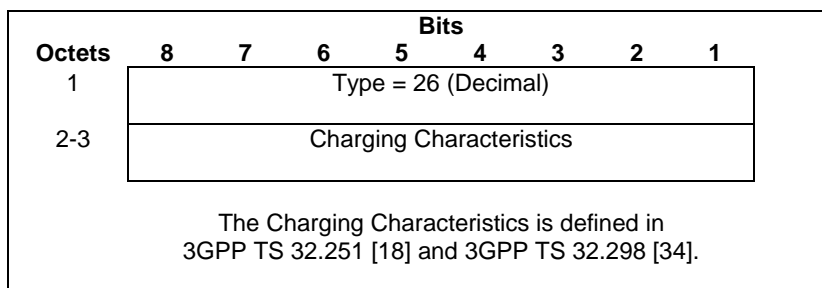 Bits
Octets 8 7 6 5 4 3 2 1
1 Type = 26 (Decimal)
2-3 Charging Characteristics
The Charging Characteristics is defined in
3GPP TS 32.251 [18] and 3GPP TS 32.298 [34].